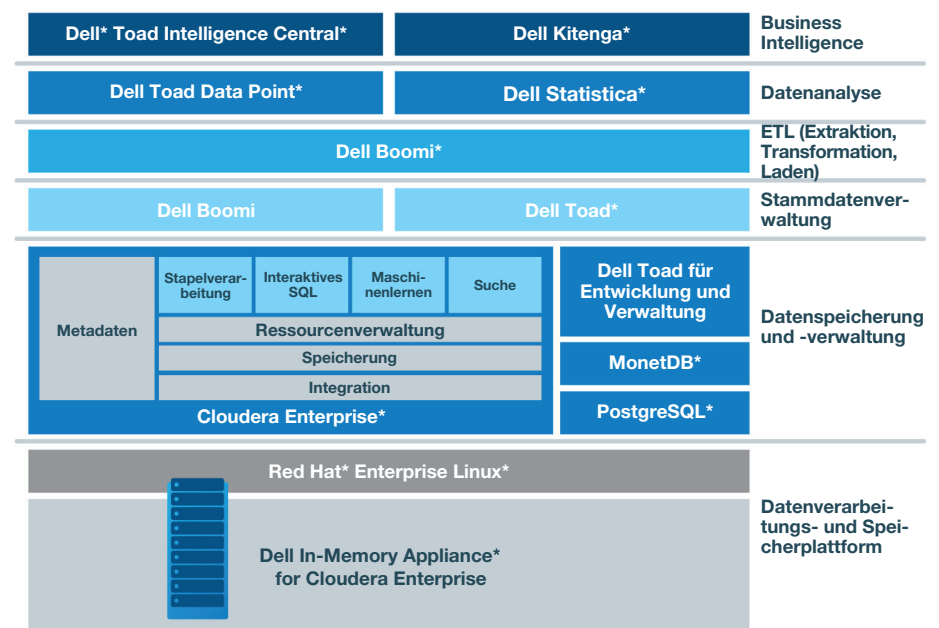 Dell* Toad Intelligence Central*
Dell Kitenga*
Business
Intelligence
Dell Toad Data Point*
Dell Statistica*
Datenanalyse
Dell Boomi*
ETL (Extraktion,
Transformation,
Laden)
Dell Boomi
Dell Toad*
Stammdatenver-
waltung
Metadaten
Stapelverar-
beitung
Interaktives
SQL
Maschi-
nenlernen
Suche
Ressourcenverwaltung
Speicherung
Integration
Cloudera Enterprise*
Dell Toad für
Entwicklung und
Verwaltung
MonetDB*
PostgreSQL*
Datenspeicherung
und -verwaltung
Red Hat* Enterprise Linux*
Dell In-Memory Appliance*
for Cloudera Enterprise
Datenverarbei-
tungs- und Spei-
cherplattform